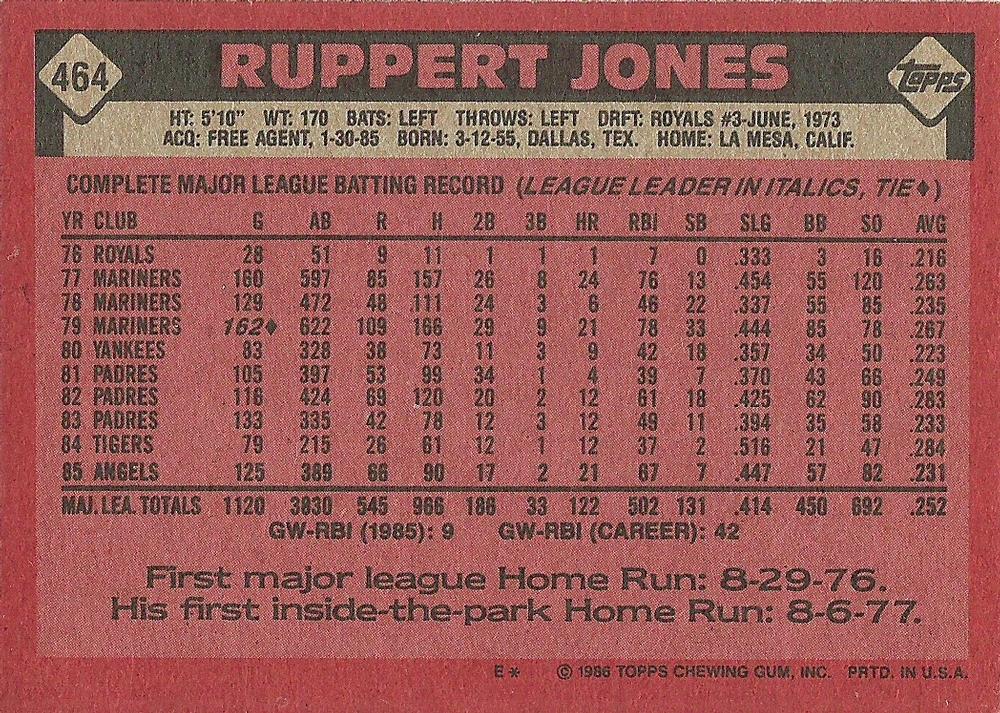 464 RUPPERT JONES TOPPS
HT: 5'10" WT: 170 BATS: LEFT THROWS: LEFT DRFT: ROYALS #3-JUNE, 1973
ACQ: FREE AGENT, 1-30-85 BORN: 3-12-55, DALLAS, TEX. HOME: LA MESA, CALIF.
COMPLETE MAJOR LEAGUE BATTING RECORD (LEAGUE LEADER IN ITALICS, TIE♦)
YR CLUB G AB R H 2B 3B HR RBI SB SLG BB SO AVG
76 ROYALS 28 51 9 11 1 1 1 7 0 .333 3 16 .216
77 MARINERS 160 597 85 157 26 8 24 76 13 .454 55 120 .263
78 MARINERS 129 472 48 .111 24 3 6 46 22 .337 55 85 .235
79 MARINERS 162♦ 622 109 166 29 9 21 78 33 .444 85 78 .267
80 YANKEES 83 328 38 73 11 3 9 42 18 .357 34 50 .223
81 PADRES 105 397 53 99 34 1 4 39 7 .370 43 66 .249
82 PADRES 116 424 69 120 20 2 12 61 18 .425 62 90 .283
83 PADRES 133 335 42 78 12 3 12 49 11 .394 35 58 .233
84 TIGERS 79 215 26 61 12 1 12 37 2 .516 21 47 .284
85 ANGELS 125 389 66 90 17 2 21 67 7 .447 57 82 .231
MAJ. LEA. TOTALS 1120 3830 545 966 186 33 122 502 131 .414 450 692 .252
GW-RBI (1985): 9 GW-RBI (CAREER): 42
First major league Home Run: 8-29-76.
His first inside-the-park Home Run: 8-6-77.
E* © 1986 TOPPS CHEWING GUM, INC. PRTD. IN U.S.A.